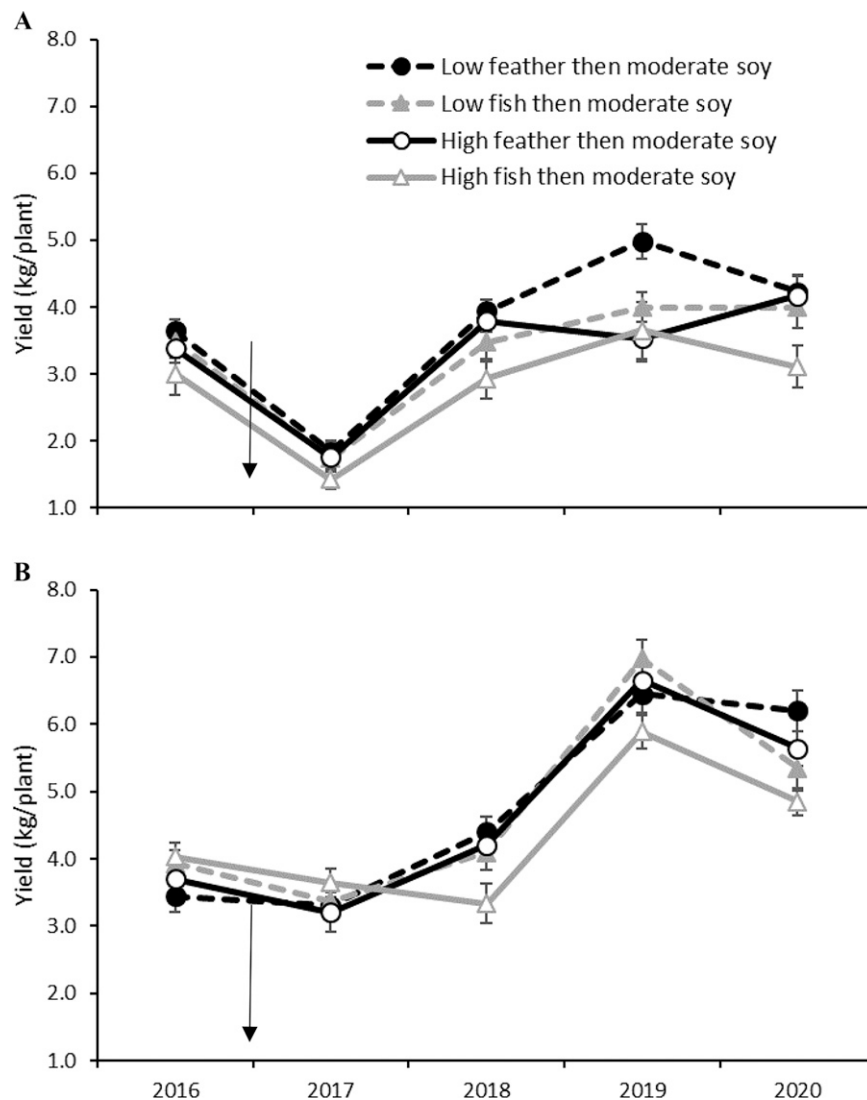 A
8.0
7.0
6.0
5.0
4.0
3.0
2.0
1.0
Yield (kg/plant)
Low feather then moderate soy
Low fish then moderate soy
High feather then moderate soy
High fish then moderate soy
B
8.0
7.0
6.0
5.0
4.0
3.0
2.0
1.0
Yield (kg/plant)
2016 2017 2018 2019 2020